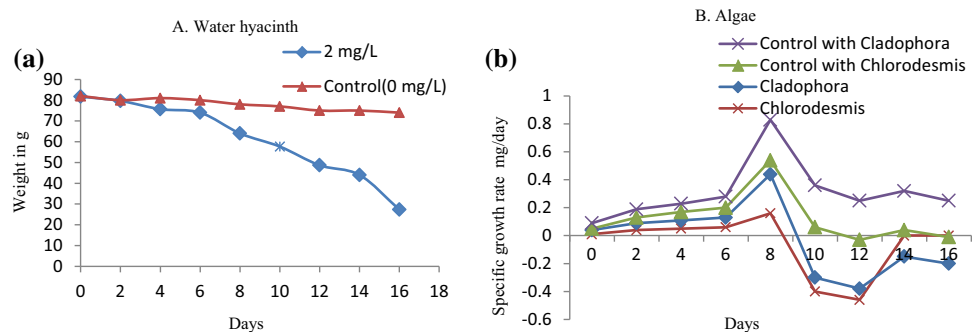 A. Water hyacinth
(a)
2 mg/L
Control(0 mg/L)
Weight in g
90
80
70
60
50
40
30
20
10
0
0 2 4 6 8 10 12 14 16 18
Days
B. Algae
(b)
Control with Cladophora
Control with Chlorodesmis
Cladophora
Chlorodesmis
Specific growth rate mg/day
1
0.8
0.6
0.4
0.2
0
-0.2
-0.4
-0.6
0 2 4 6 8 10 12 14 16
Days